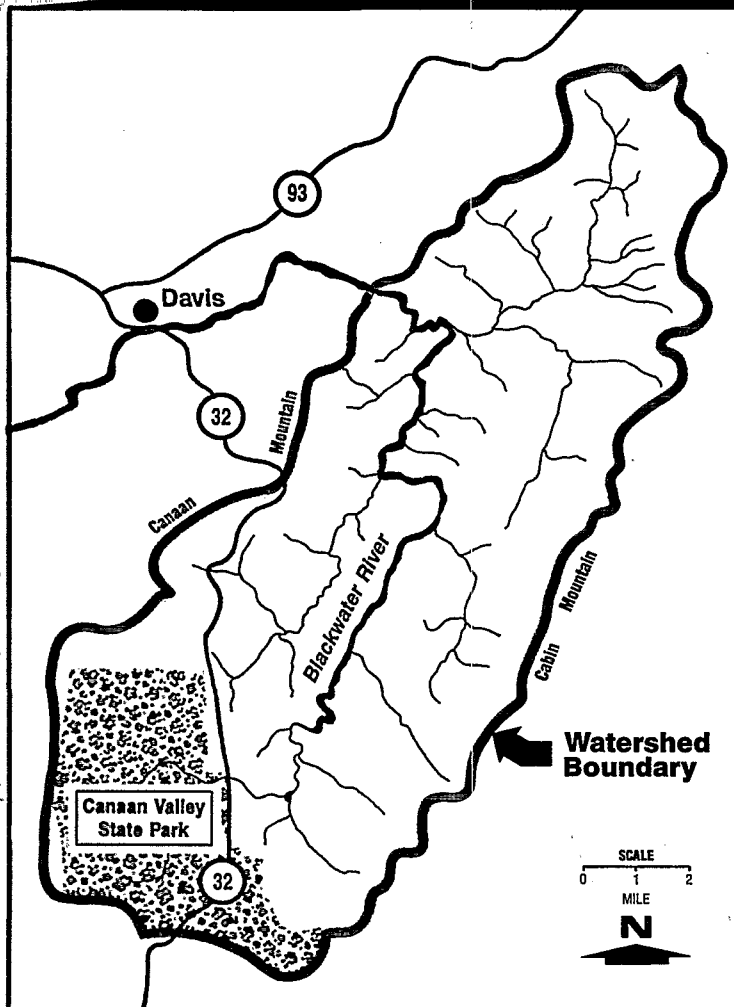 93
Davis
32
Mountain
Canaan
Blackwater River
Mountain
Cabin
Watershed
Boundary
Canaan Valley
State Park
32
SCALE
0 1 2
MILE
N